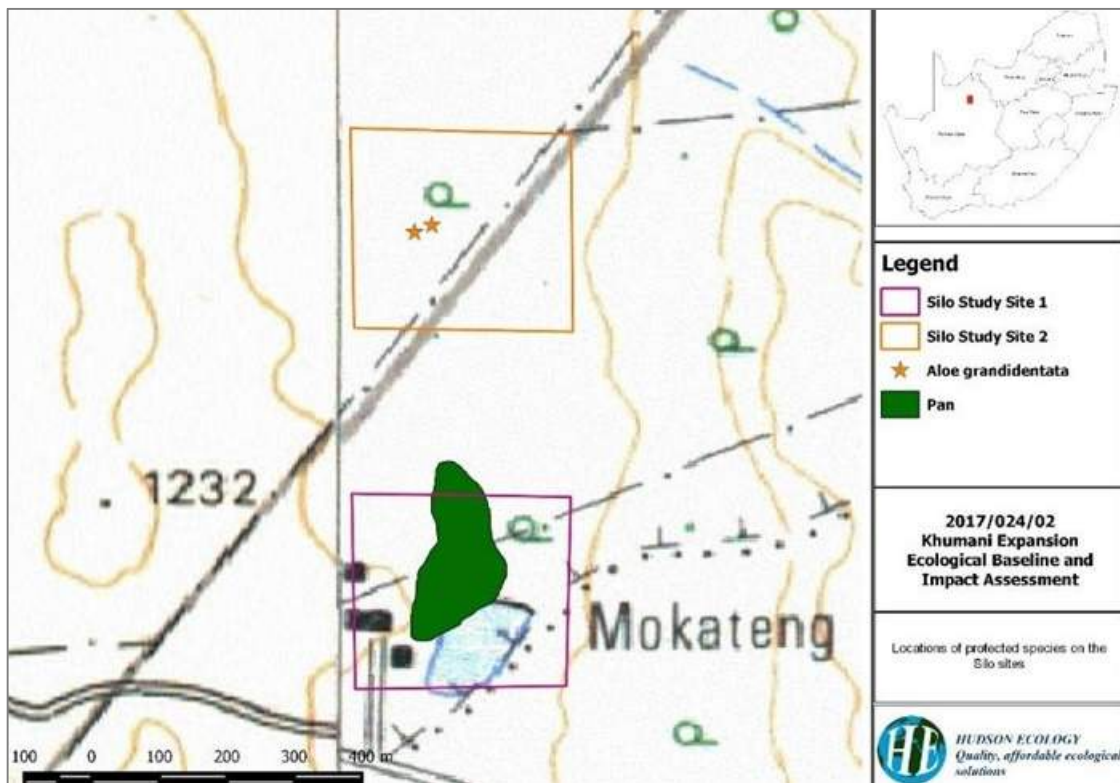 1232
Mokateng
100 0 100 200 300 400 m
Legend
Silo Study Site 1
Silo Study Site 2
Aloe grandidentata
Pan
2017/024/02
Khumani Expansion
Ecological Baseline and
Impact Assessment
Locations of protected species on the
Silo sites
HE
HUDSON ECOLOGY
Quality, affordable ecological
solutions